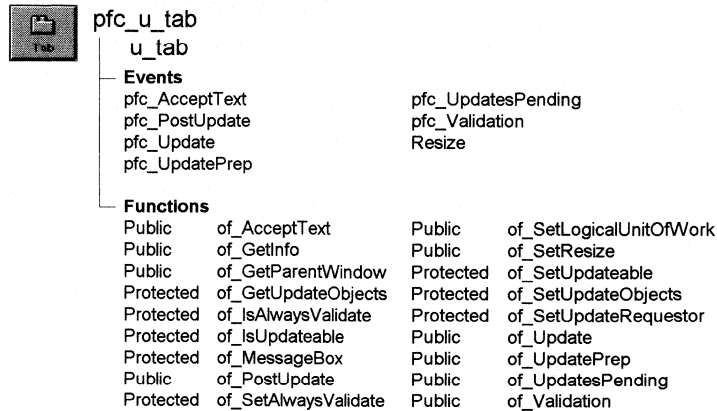 Tab
pfc_u_tab
u_tab
Events
pfc_AcceptText pfc_UpdatesPending
pfc_PostUpdate pfc_Validation
pfc_Update Resize
pfc_UpdatePrep
Functions
Public of_AcceptText Public of_SetLogicalUnitOfWork
Public of_GetInfo Public of_SetResize
Public of_GetParentWindow Protected of_SetUpdateable
Protected of_GetUpdateObjects Protected of_SetUpdateObjects
Protected of_IsAlwaysValidate Protected of_SetUpdateRequestor
Protected of_IsUpdateable Public of_Update
Protected of_MessageBox Public of_UpdatePrep
Public of_PostUpdate Public of_UpdatesPending
Protected of_SetAlwaysValidate Public of_Validation